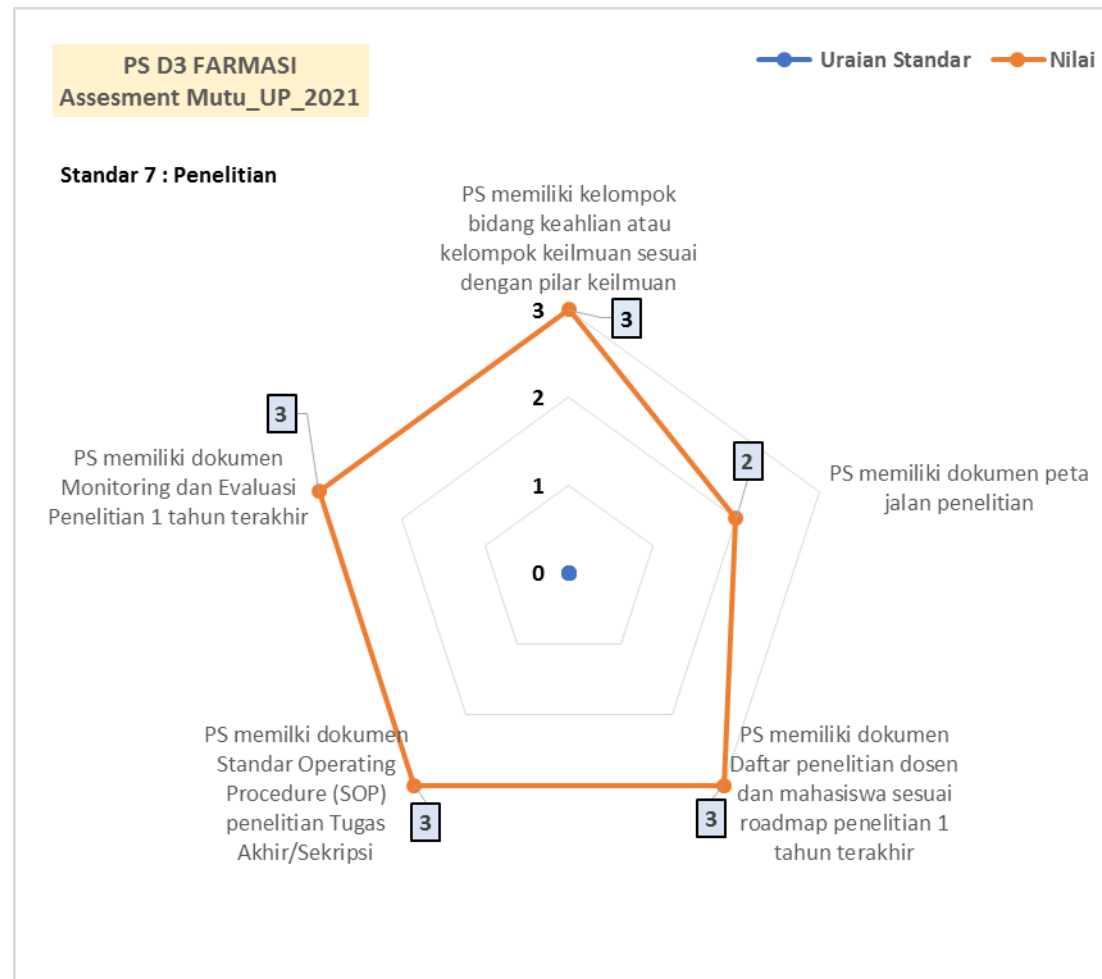 PS D3 FARMASI
Assesment Mutu_UP_2021
Uraian Standar
Nilai
Standar 7 : Penelitian
PS memiliki kelompok
bidang keahlian atau
kelompok keilmuan sesuai
dengan pilar keilmuan
3
3
2
1
0
2
PS memiliki dokumen peta
jalan penelitian
3
PS memiliki dokumen
Monitoring dan Evaluasi
Penelitian 1 tahun terakhir
PS memilki dokumen
Standar Operating
Procedure (SOP)
penelitian Tugas
Akhir/Sekripsi
3
PS memiliki dokumen
Daftar penelitian dosen
dan mahasiswa sesuai
roadmap penelitian 1
tahun terakhir
3